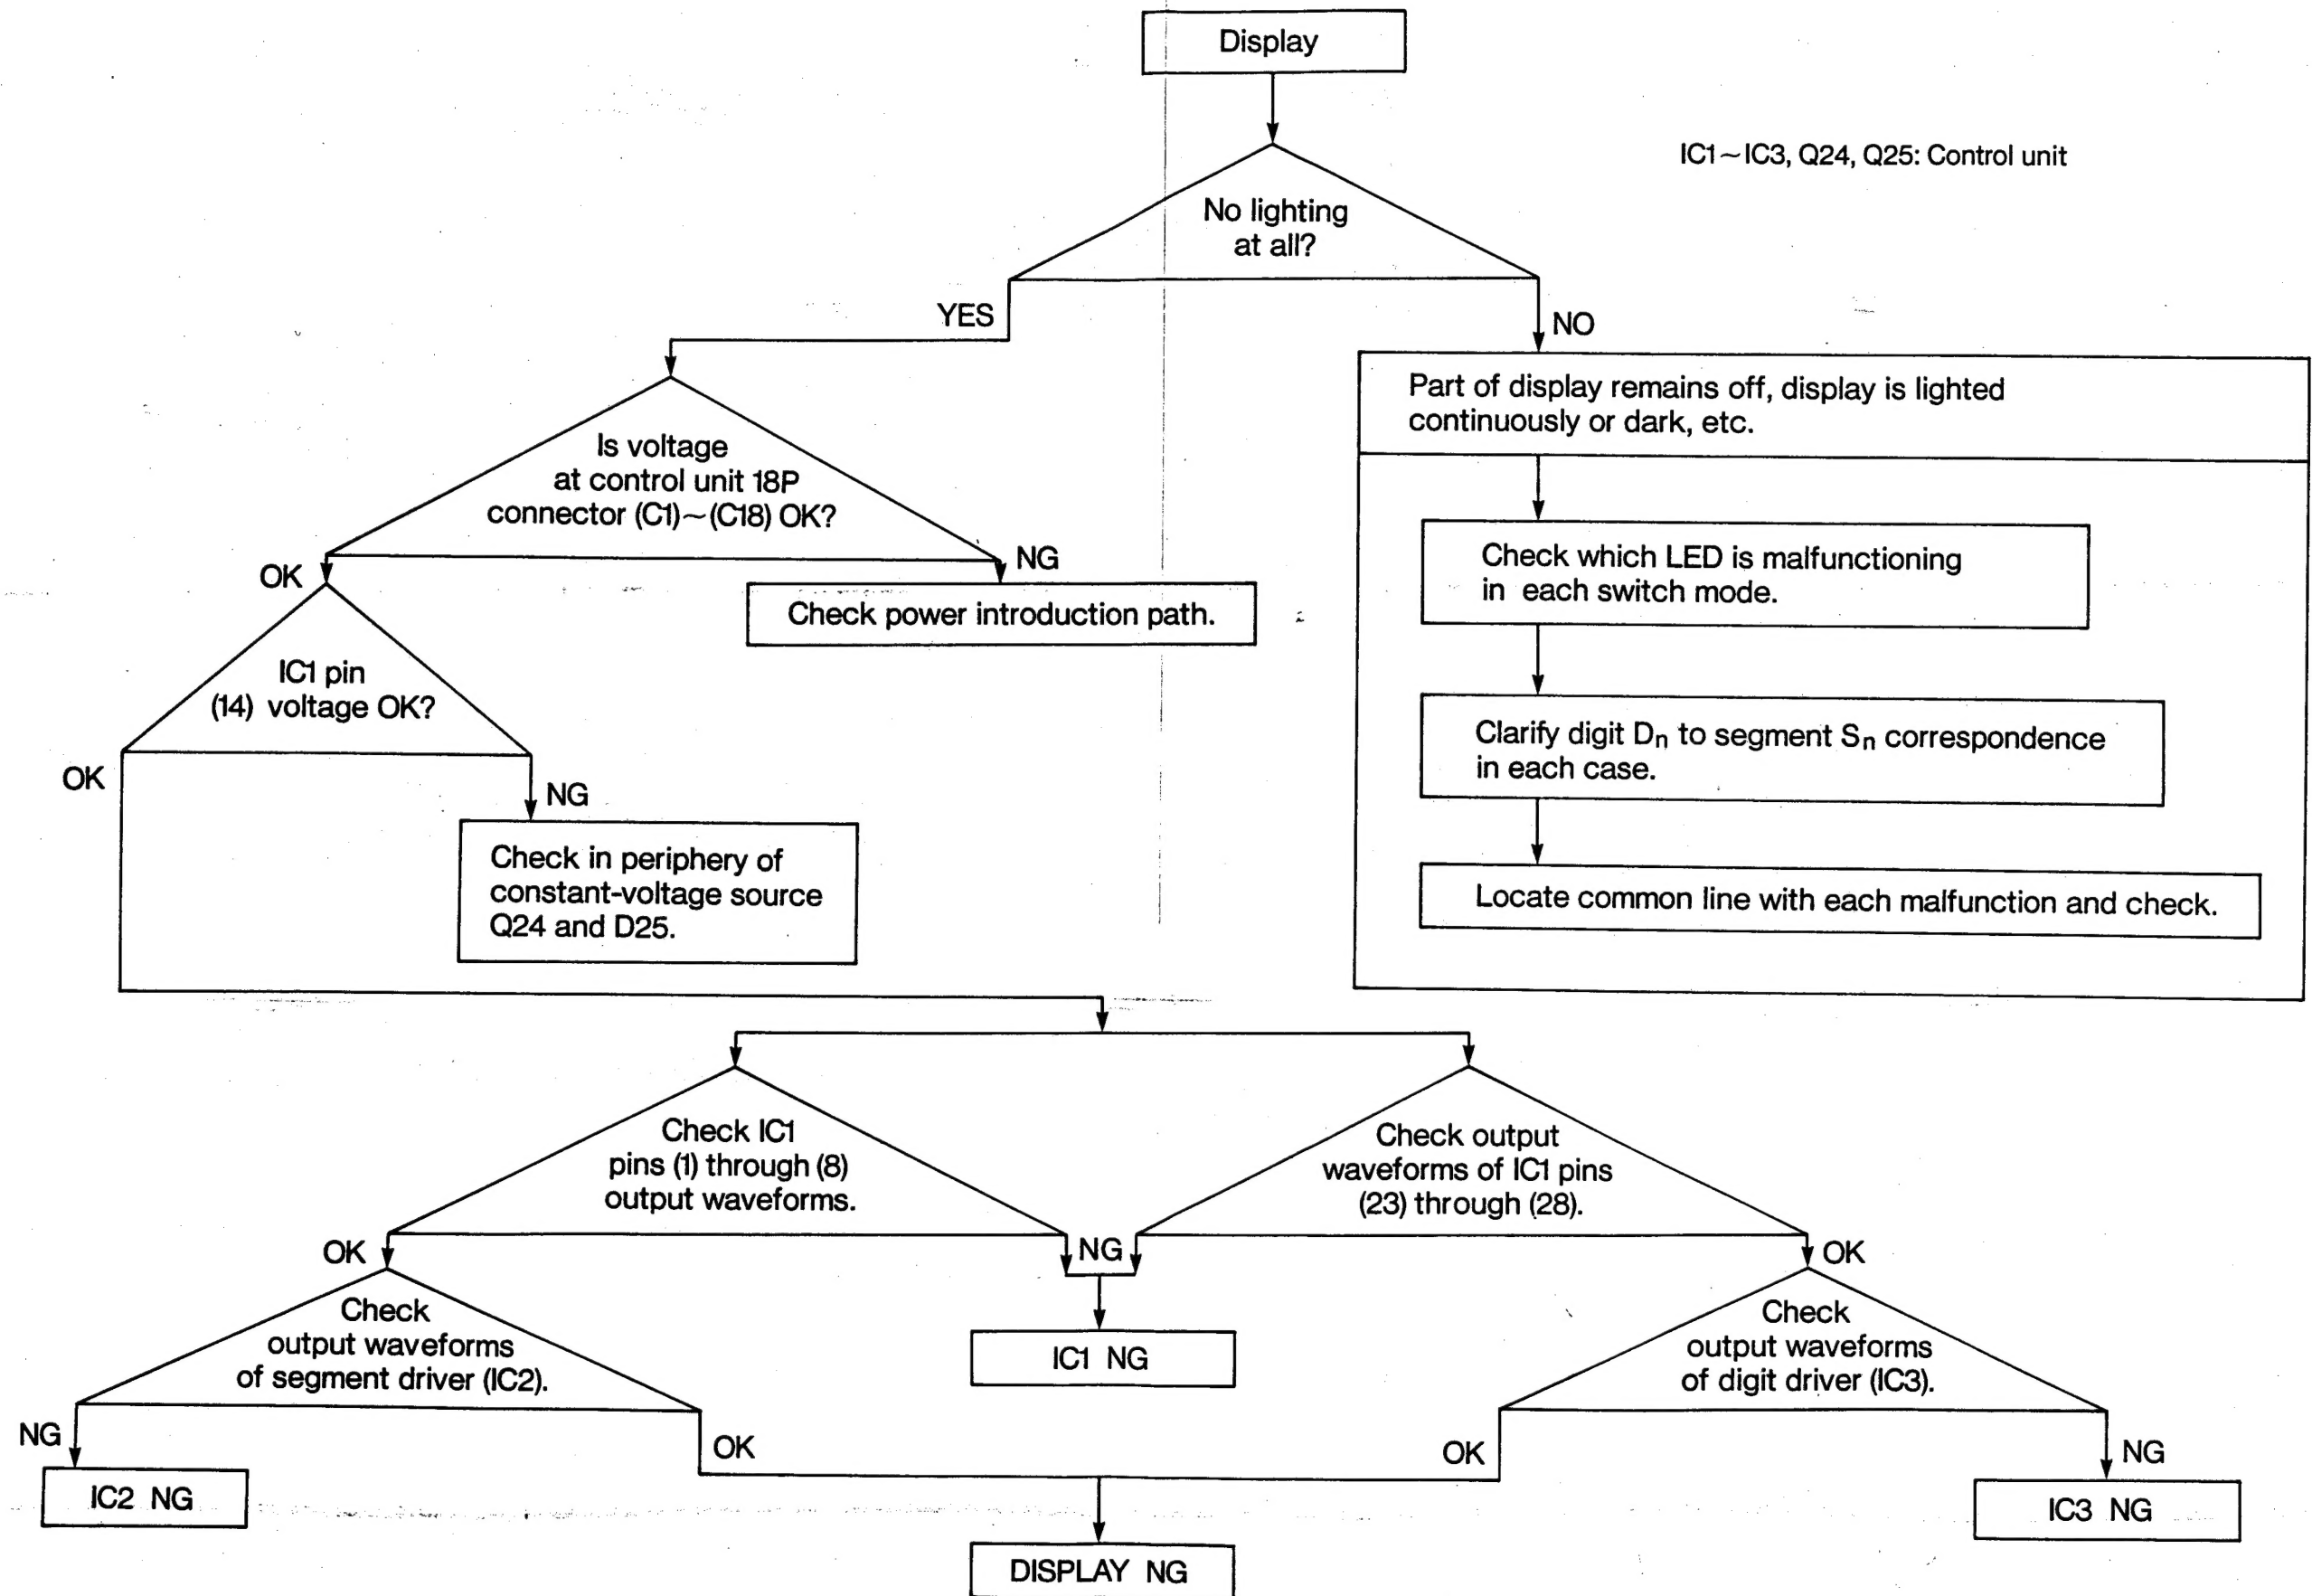 Display
IC1~IC3, Q24, Q25: Control unit
No lighting
at all?
YES
NO
Part of display remains off, display is lighted
continuously or dark, etc.
Is voltage
at control unit 18P
connector (C1)~(C18) OK?
OK
NG
Check power introduction path.
Check which LED is malfunctioning
in each switch mode.
IC1 pin
(14) voltage OK?
OK
NG
Clarify digit Dn to segment Sn correspondence
in each case.
Check in periphery of
constant-voltage source
Q24 and D25.
Locate common line with each malfunction and check.
Check IC1
pins (1) through (8)
output waveforms.
Check output
waveforms of IC1 pins
(23) through (28).
OK
NG
OK
Check
output waveforms
of segment driver (IC2).
IC1 NG
Check
output waveforms
of digit driver (IC3).
NG
OK
OK
NG
IC2 NG
IC3 NG
DISPLAY NG